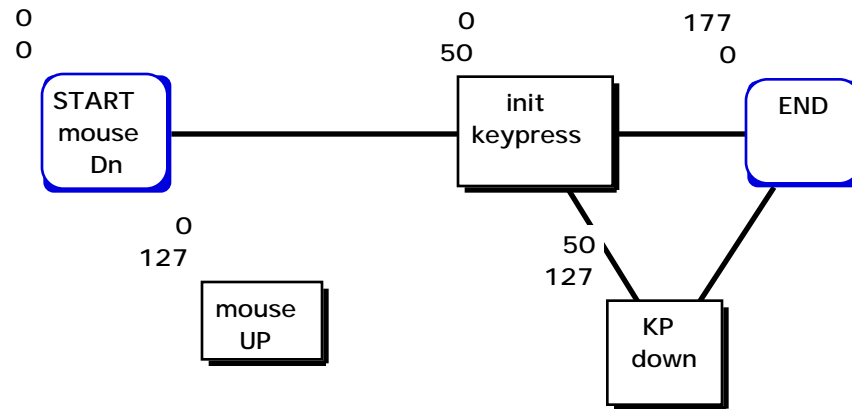 0
0
START
mouse
Dn
0
50
init
keypress
177
0
END
0
127
mouse
UP
50
127
KP
down